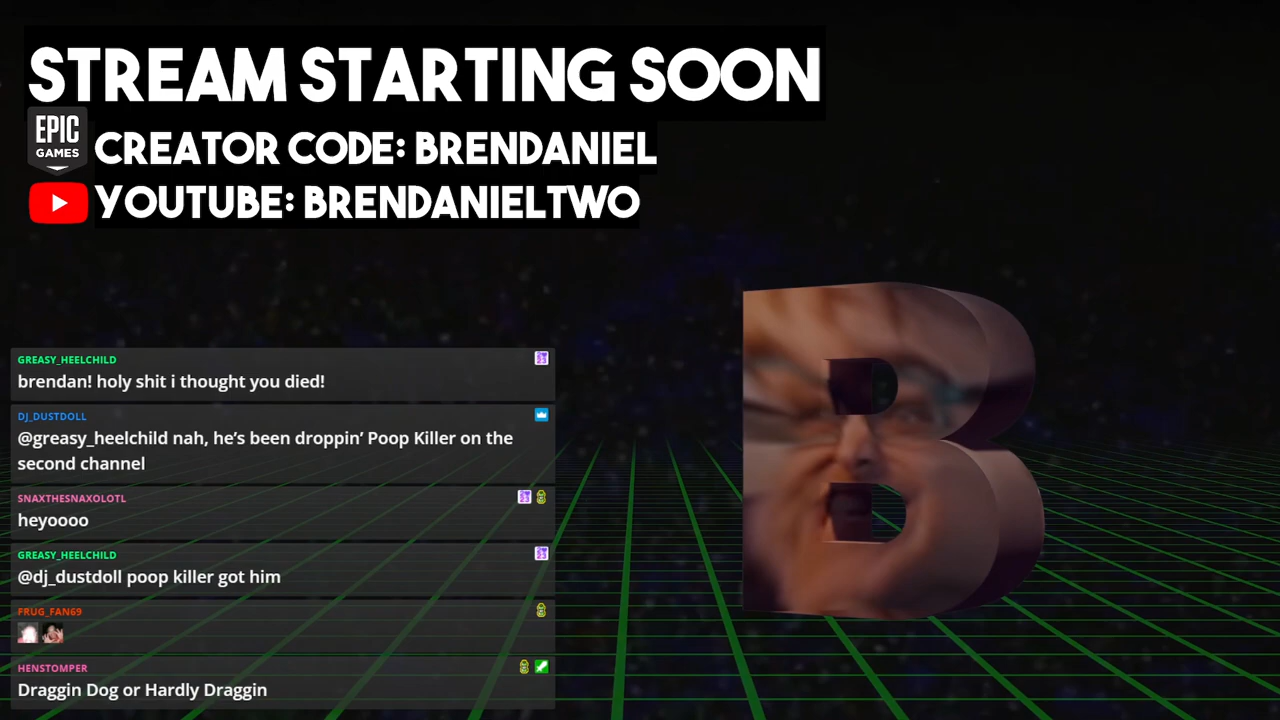 STREAM STARTING SOON
EPIC
GAMES
CREATOR CODE: BRENDANIEL
YOUTUBE: BRENDANIELTWO
GREASY_HEELCHILD
brendan! holy shit i thought you died!
DJ_DUSTDOLL
@greasy_heelchild nah, he's been droppin' Poop Killer on the
second channel
SNAXTHESNAXOLOTL
heyoooo
GREASY_HEELCHILD
@dj_dustdoll poop killer got him
FRUG_FAN69
HENSTOMPER
Draggin Dog or Hardly Draggin
B